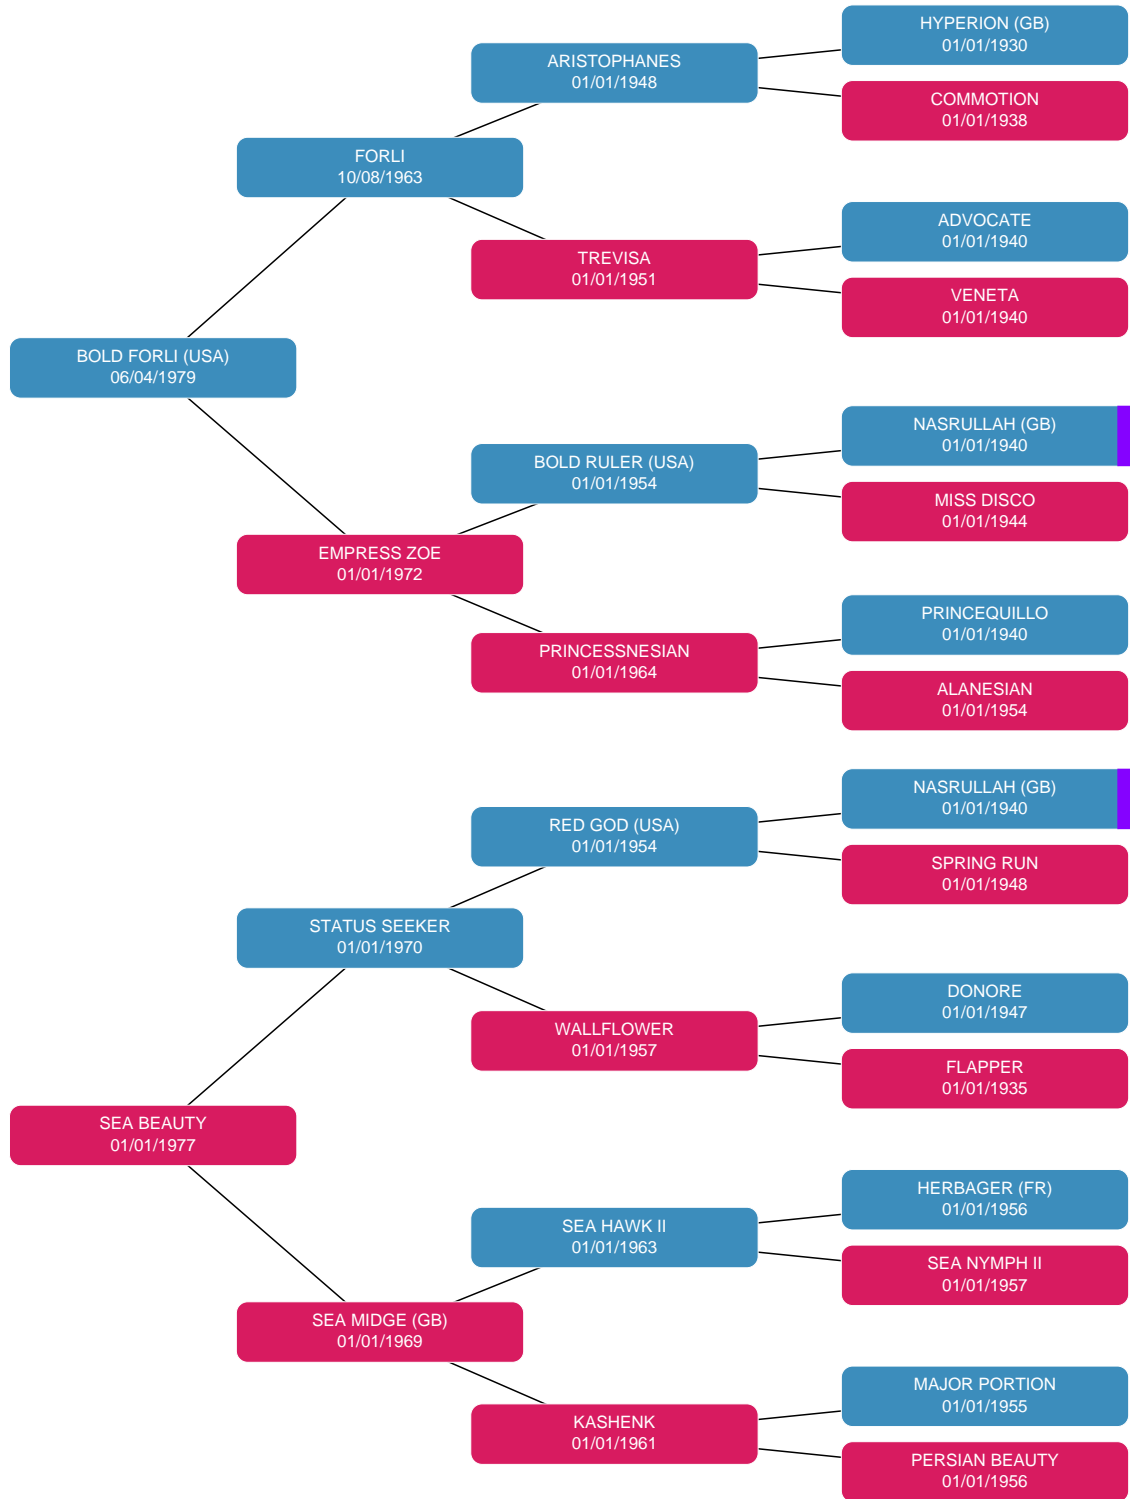 HYPERION (GB)
01/01/1930
ARISTOPHANES
01/01/1948
COMMOTION
01/01/1938
FORLI
10/08/1963
ADVOCATE
01/01/1940
TREVISA
01/01/1951
VENETA
01/01/1940
BOLD FORLI (USA)
06/04/1979
NASRULLAH (GB)
01/01/1940
BOLD RULER (USA)
01/01/1954
MISS DISCO
01/01/1944
EMPRESS ZOE
01/01/1972
PRINCEQUILLO
01/01/1940
PRINCESSNESIAN
01/01/1964
ALANESIAN
01/01/1954
NASRULLAH (GB)
01/01/1940
RED GOD (USA)
01/01/1954
SPRING RUN
01/01/1948
STATUS SEEKER
01/01/1970
DONORE
01/01/1947
WALLFLOWER
01/01/1957
FLAPPER
01/01/1935
SEA BEAUTY
01/01/1977
HERBAGER (FR)
01/01/1956
SEA HAWK II
01/01/1963
SEA NYMPH II
01/01/1957
SEA MIDGE (GB)
01/01/1969
MAJOR PORTION
01/01/1955
KASHENK
01/01/1961
PERSIAN BEAUTY
01/01/1956